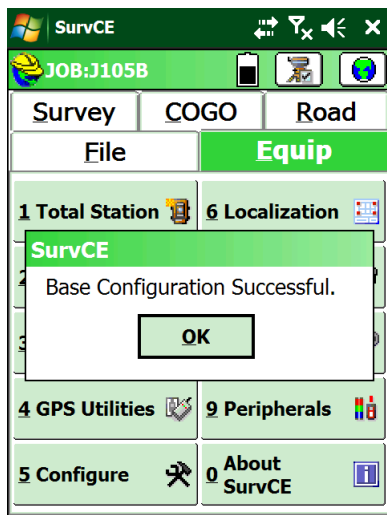 SurvCE
JOB:J105B
Survey COGO Road
File Equip
1 Total Station 6 Localization
SurvCE
Base Configuration Successful.
OK
4 GPS Utilities 9 Peripherals
5 Configure 0 About
SurvCE